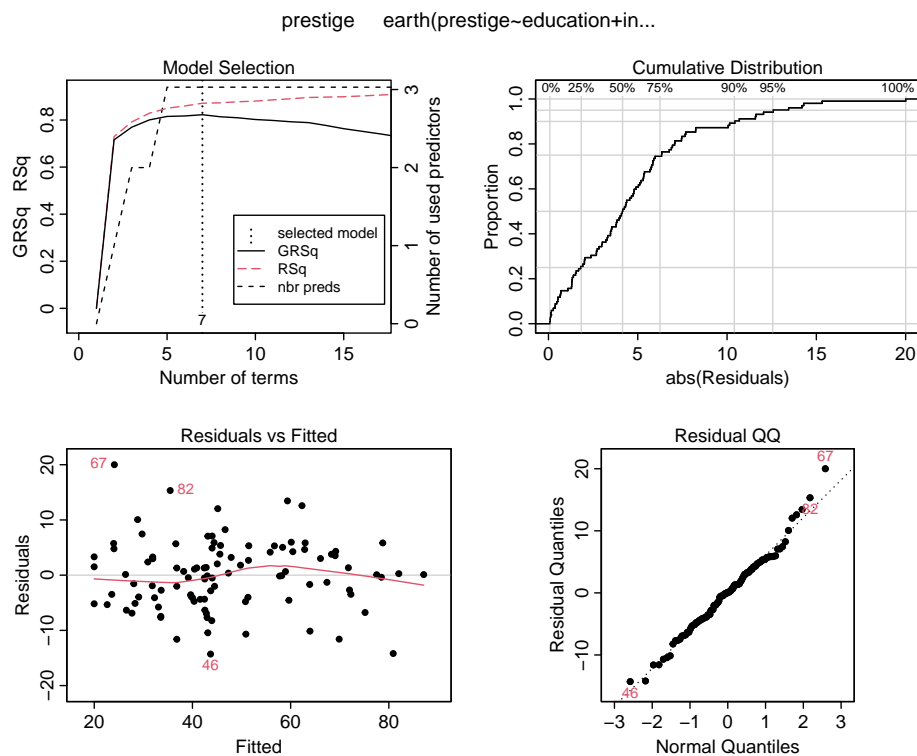 prestige earth(prestige~education+in...
Model Selection
GRSq RSq
0 0.2 0.4 0.6 0.8
0 1 2 3
Number of used predictors
selected model
GRSq
RSq
nbr preds
7
0 5 10 15
Number of terms
Cumulative Distribution
0% 25% 50% 75% 90% 95% 100%
Proportion
0.0 0.2 0.4 0.6 0.8 1.0
0 5 10 15 20
abs(Residuals)
Residuals vs Fitted
Residuals
-20 -10 0 10 20
67
82
46
20 40 60 80
Fitted
Residual QQ
Residual Quantiles
-10 0 10 20
67
82
46
−3 −2 −1 0 1 2 3
Normal Quantiles